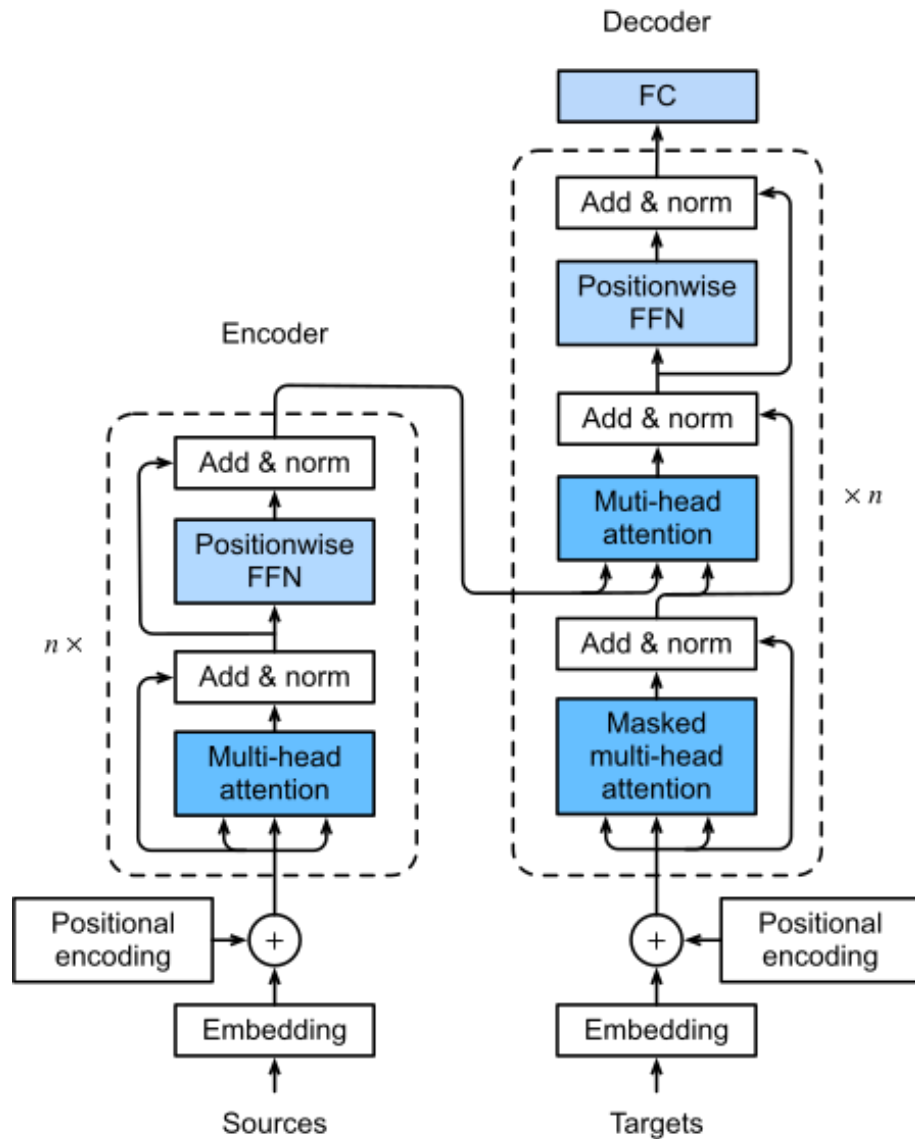 Decoder
FC
Add & norm
Positionwise
FFN
Add & norm
Muti-head
attention
× n
Add & norm
Masked
multi-head
attention
Positional
encoding
+
Embedding
Targets
Encoder
Add & norm
Positionwise
FFN
n ×
Add & norm
Multi-head
attention
Positional
encoding
+
Embedding
Sources